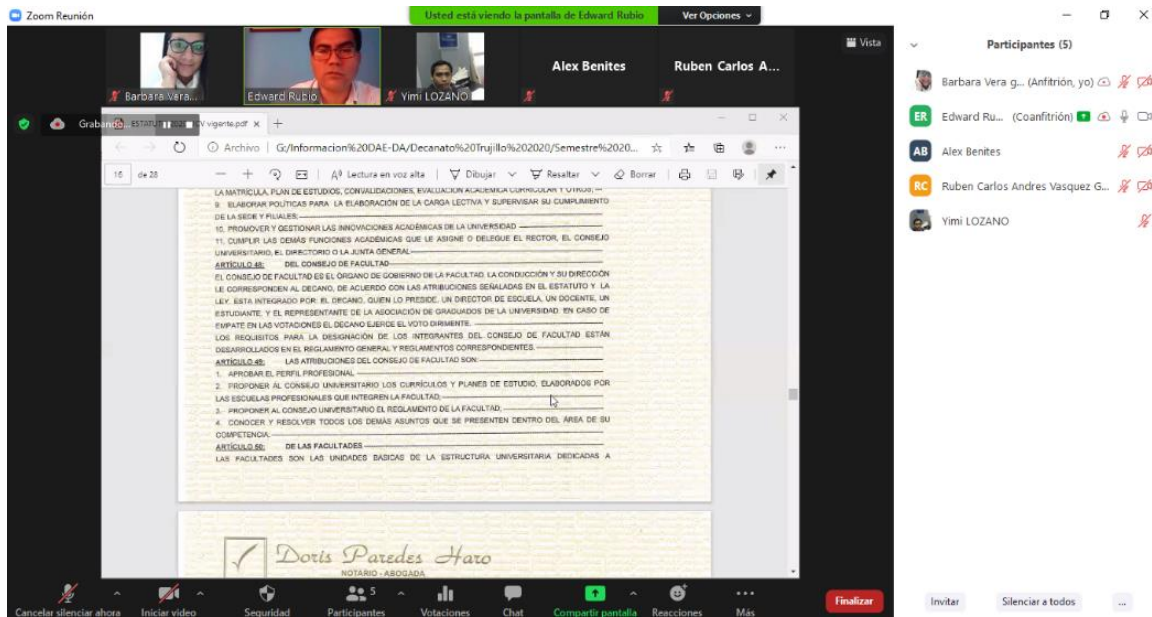 Zoom Reunión
Usted está viendo la pantalla de Edward Rubio
Ver Opciones
Vista
Barbara Vera...
Edward Rubio
Yimi LOZANO
Alex Benites
Ruben Carlos A...
Grabando...
vigente.pdf
Archivo
G:/Informacion%20DAE-DA/Decanato%20Trujillo%202020/Semestre%2020...
16 de 28
Lectura en voz alta
Dibujar
Resaltar
Borrar
LA MATRÍCULA, PLAN DE ESTUDIOS, CONVALIDACIONES, EVALUACIÓN ACADÉMICA CURRICULAR Y OTROS;
9. ELABORAR POLÍTICAS PARA LA ELABORACIÓN DE LA CARGA LECTIVA Y SUPERVISAR SU CUMPLIMIENTO
DE LA SEDE Y FILIALES;
10. PROMOVER Y GESTIONAR LAS INNOVACIONES ACADÉMICAS DE LA UNIVERSIDAD
11. CUMPLIR LAS DEMÁS FUNCIONES ACADÉMICAS QUE LE ASIGNE O DELEGUE EL RECTOR, EL CONSEJO
UNIVERSITARIO, EL DIRECTORIO O LA JUNTA GENERAL
ARTÍCULO 48: DEL CONSEJO DE FACULTAD
EL CONSEJO DE FACULTAD ES EL ÓRGANO DE GOBIERNO DE LA FACULTAD. LA CONDUCCIÓN Y SU DIRECCIÓN
LE CORRESPONDEN AL DECANO, DE ACUERDO CON LAS ATRIBUCIONES SEÑALADAS EN EL ESTATUTO Y LA
LEY. ESTA INTEGRADO POR: EL DECANO, QUIEN LO PRESIDE, UN DIRECTOR DE ESCUELA, UN DOCENTE, UN
ESTUDIANTE, Y EL REPRESENTANTE DE LA ASOCIACIÓN DE GRADUADOS DE LA UNIVERSIDAD. EN CASO DE
EMPATE EN LAS VOTACIONES EL DECANO EJERCE EL VOTO DIRIMENTE.
LOS REQUISITOS PARA LA DESIGNACIÓN DE LOS INTEGRANTES DEL CONSEJO DE FACULTAD ESTÁN
DESARROLLADOS EN EL REGLAMENTO GENERAL Y REGLAMENTOS CORRESPONDIENTES.
ARTÍCULO 49: LAS ATRIBUCIONES DEL CONSEJO DE FACULTAD SON:
1. APROBAR EL PERFIL PROFESIONAL
2. PROPONER AL CONSEJO UNIVERSITARIO LOS CURRÍCULOS Y PLANES DE ESTUDIO, ELABORADOS POR
LAS ESCUELAS PROFESIONALES QUE INTEGREN LA FACULTAD;
3. PROPONER AL CONSEJO UNIVERSITARIO EL REGLAMENTO DE LA FACULTAD;
4. CONOCER Y RESOLVER TODOS LOS DEMÁS ASUNTOS QUE SE PRESENTEN DENTRO DEL ÁREA DE SU
COMPETENCIA;
ARTÍCULO 50: DE LAS FACULTADES
LAS FACULTADES SON LAS UNIDADES BÁSICAS DE LA ESTRUCTURA UNIVERSITARIA DEDICADAS A
Doris Paredes Haro
NOTARIO - ABOGADA
Cancelar silenciar ahora
Iniciar video
Seguridad
Participantes
5
Votaciones
Chat
Compartir pantalla
Reacciones
Más
Finalizar
Participantes (5)
Barbara Vera g... (Anfitrión, yo)
ER Edward Ru... (Coanfitrión)
AB Alex Benites
RC Ruben Carlos Andres Vasquez G...
Yimi LOZANO
Invitar
Silenciar a todos
...